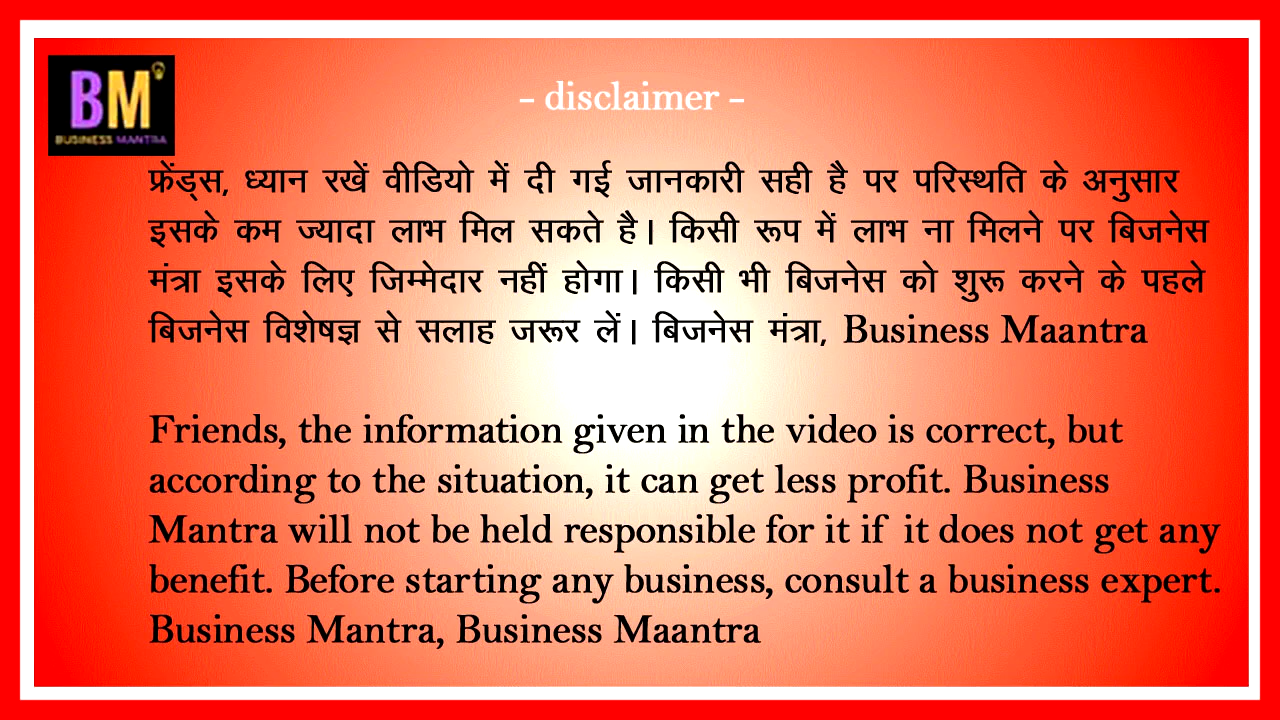 BM
BUSINESS MANTRA
- disclaimer -
फ्रेंड्स, ध्यान रखें वीडियो में दी गई जानकारी सही है पर परिस्थति के अनुसार
इसके कम ज्यादा लाभ मिल सकते है। किसी रूप में लाभ ना मिलने पर बिजनेस
मंत्रा इसके लिए जिम्मेदार नहीं होगा। किसी भी बिजनेस को शुरू करने के पहले
बिजनेस विशेषज्ञ से सलाह जरूर लें। बिजनेस मंत्रा, Business Maantra
Friends, the information given in the video is correct, but
according to the situation, it can get less profit. Business
Mantra will not be held responsible for it if it does not get any
benefit. Before starting any business, consult a business expert.
Business Mantra, Business Maantra